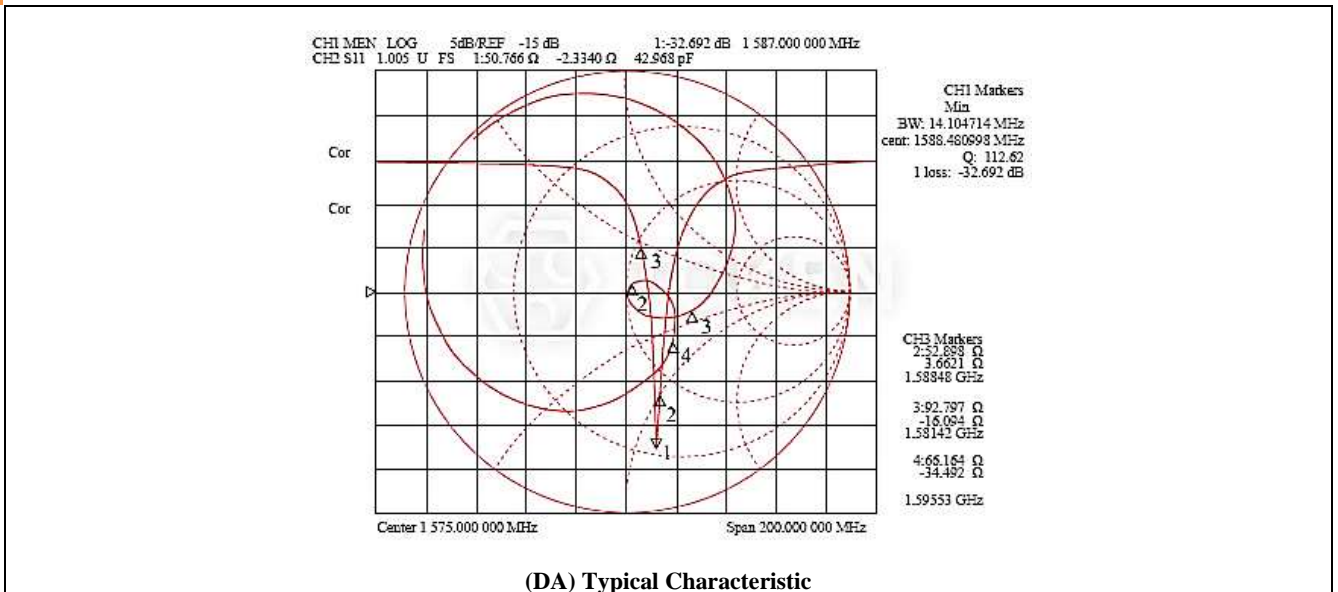 CH1 MEN LOG 5dB/REF -15 dB 1:-32.692 dB 1 587.000 000 MHz
CH2 S11 1.005 U FS 1:50.766 Ω -2.3340 Ω 42.968 pF
CH1 Markers
Min
BW: 14.104714 MHz
cent: 1588.480998 MHz
Q: 112.62
1 loss: -32.692 dB
Cor
Cor
3
2
3
4
2
1
CH3 Markers
2:52.898 Ω
3.6621 Ω
1.58848 GHz
3:92.797 Ω
-16.094 Ω
1.58142 GHz
4:66.164 Ω
-34.492 Ω
1.59553 GHz
Center 1 575.000 000 MHz Span 200.000 000 MHz
(DA) Typical Characteristic